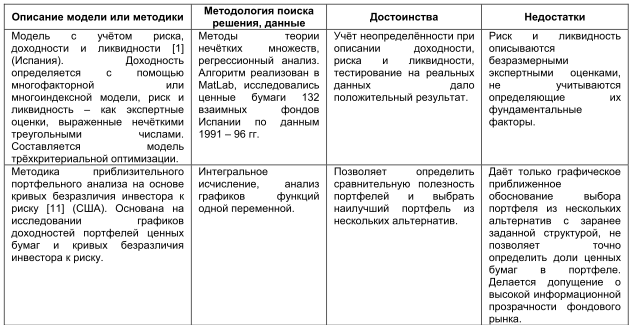 Описание модели или методики
Методология поиска
решения, данные
Достоинства
Недостатки
Модель с учётом риска,
доходности и ликвидности [1]
(Испания). Доходность
определяется с помощью
многофакторной или
многоиндексной модели, риск и
ликвидность – как экспертные
оценки, выраженные нечёткими
треугольными числами.
Составляется модель
трёхкритериальной оптимизации.
Методы теории
нечётких множеств,
регрессионный анализ.
Алгоритм реализован в
MatLab, исследовались
ценные бумаги 132
взаимных фондов
Испании по данным
1991 – 96 гг.
Учёт неопределённости при
описании доходности,
риска и ликвидности,
тестирование на реальных
данных дало
положительный результат.
Риск и ликвидность
описываются
безразмерными
экспертными оценками,
не учитываются
определяющие их
фундаментальные
факторы.
Методика приблизительного
портфельного анализа на основе
кривых безразличия инвестора к
риску [11] (США). Основана на
исследовании графиков
доходностей портфелей ценных
бумаг и кривых безразличия
инвестора к риску.
Интегральное
исчисление, анализ
графиков функций
одной переменной.
Позволяет определить
сравнительную полезность
портфелей и выбрать
наилучший портфель из
нескольких альтернатив.
Даёт только графическое
приближенное
обоснование выбора
портфеля из нескольких
альтернатив с заранее
заданной структурой, не
позволяет точно
определить доли ценных
бумаг в портфеле.
Делается допущение о
высокой информационной
прозрачности фондового
рынка.